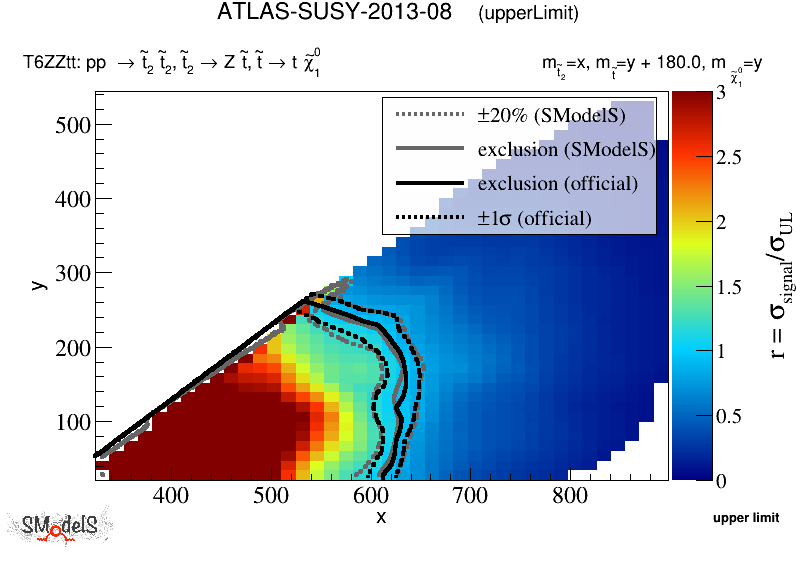 ATLAS-SUSY-2013-08 (upperLimit)
T6ZZtt: pp → t̃₂ t̃₂, t̃₂ → Z t̃, t̃ → t χ̃₁⁰
m_t̃₂=x, m_t̃=y + 180.0, m_χ̃₁⁰=y
±20% (SModelS)
exclusion (SModelS)
exclusion (official)
±1σ (official)
500
400
300
200
100
y
400 500 600 700 800
x
3
2.5
2
1.5
1
0.5
0
r = σ_signal/σ_UL
SModelS
upper limit